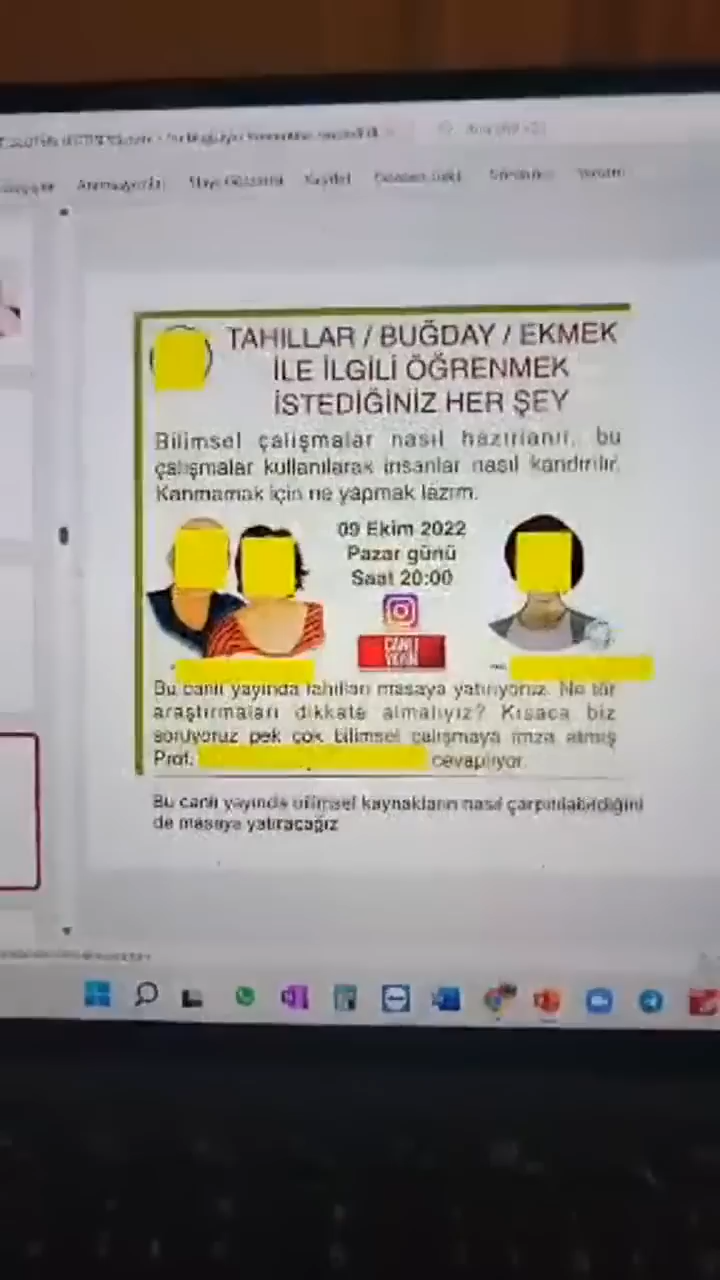 TAHILLAR / BUĞDAY / EKMEK
İLE İLGİLİ ÖĞRENMEK
İSTEDİĞİNİZ HER ŞEY
Bilimsel çalışmalar nasıl hazırlanır, bu
çalışmalar kullanılarak insanlar nasıl kandırılır.
Kanmamak için ne yapmak lazım.
09 Ekim 2022
Pazar günü
Saat 20:00
CANLI
YAYIN
Bu canlı yayında tahılları masaya yatırıyoruz. Ne tür
araştırmaları dikkate almalıyız? Kısaca biz
soruyoruz pek çok bilimsel çalışmaya imza atmış
Prof. cevaplıyor.
Bu canlı yayında bilimsel kaynakların nasıl çarpıtılabildiğini
de masaya yatıracağız